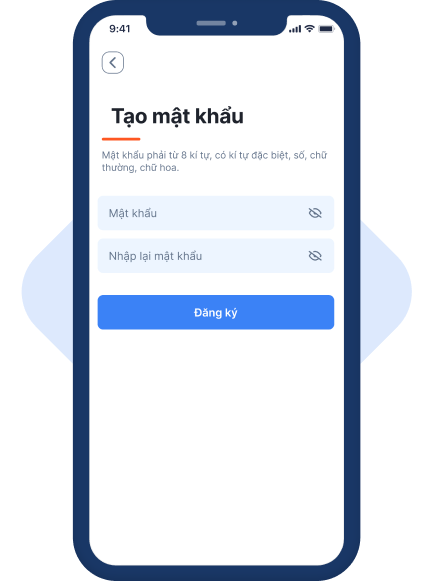 9:41
Tạo mật khẩu
Mật khẩu phải từ 8 kí tự, có kí tự đặc biệt, số, chữ
thường, chữ hoa.
Mật khẩu
Nhập lại mật khẩu
Đăng ký